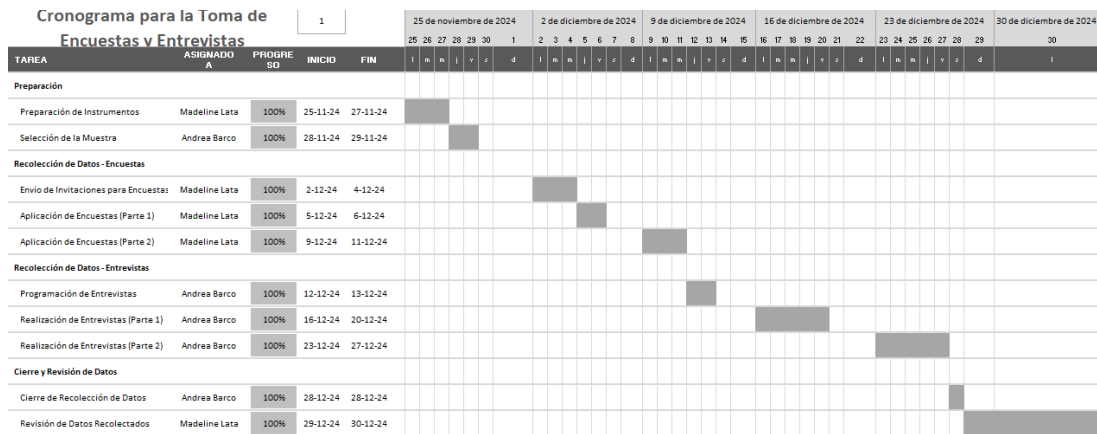 Cronograma para la Toma de
Encuestas y Entrevistas
1
25 de noviembre de 2024 2 de diciembre de 2024 9 de diciembre de 2024 16 de diciembre de 2024 23 de diciembre de 2024 30 de diciembre de 2024
25 26 27 28 29 30 1 2 3 4 5 6 7 8 9 10 11 12 13 14 15 16 17 18 19 20 21 22 23 24 25 26 27 28 29 30
TAREA ASIGNADO A PROGRESO INICIO FIN l m m j v s d l m m j v s d l m m j v s d l m m j v s d l m m j v s d l
Preparación
Preparación de Instrumentos Madeline Lata 100% 25-11-24 27-11-24
Selección de la Muestra Andrea Barco 100% 28-11-24 29-11-24
Recolección de Datos - Encuestas
Envío de Invitaciones para Encuestas Madeline Lata 100% 2-12-24 4-12-24
Aplicación de Encuestas (Parte 1) Madeline Lata 100% 5-12-24 6-12-24
Aplicación de Encuestas (Parte 2) Madeline Lata 100% 9-12-24 11-12-24
Recolección de Datos - Entrevistas
Programación de Entrevistas Andrea Barco 100% 12-12-24 13-12-24
Realización de Entrevistas (Parte 1) Andrea Barco 100% 16-12-24 20-12-24
Realización de Entrevistas (Parte 2) Andrea Barco 100% 23-12-24 27-12-24
Cierre y Revisión de Datos
Cierre de Recolección de Datos Andrea Barco 100% 28-12-24 28-12-24
Revisión de Datos Recolectados Madeline Lata 100% 29-12-24 30-12-24